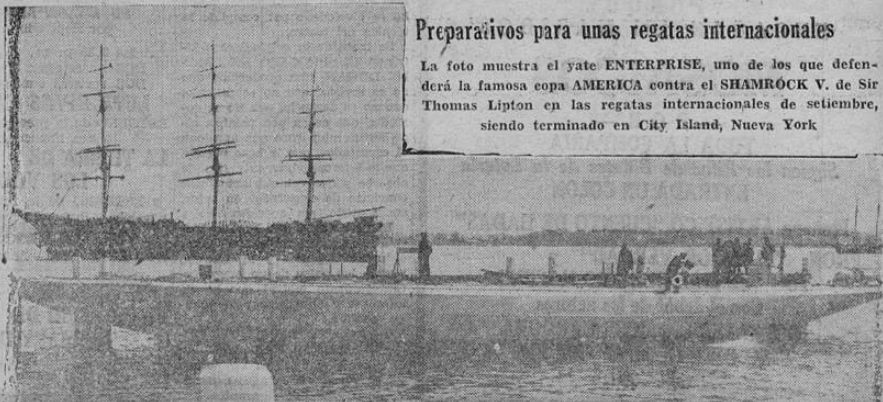 Preparativos para unas regatas internacionales
La foto muestra el yate ENTERPRISE, uno de los que defen-
derá la famosa copa AMERICA contra el SHAMROCK V. de Sir
Thomas Lipton en las regatas internacionales de setiembre,
siendo terminado en City Island, Nueva York